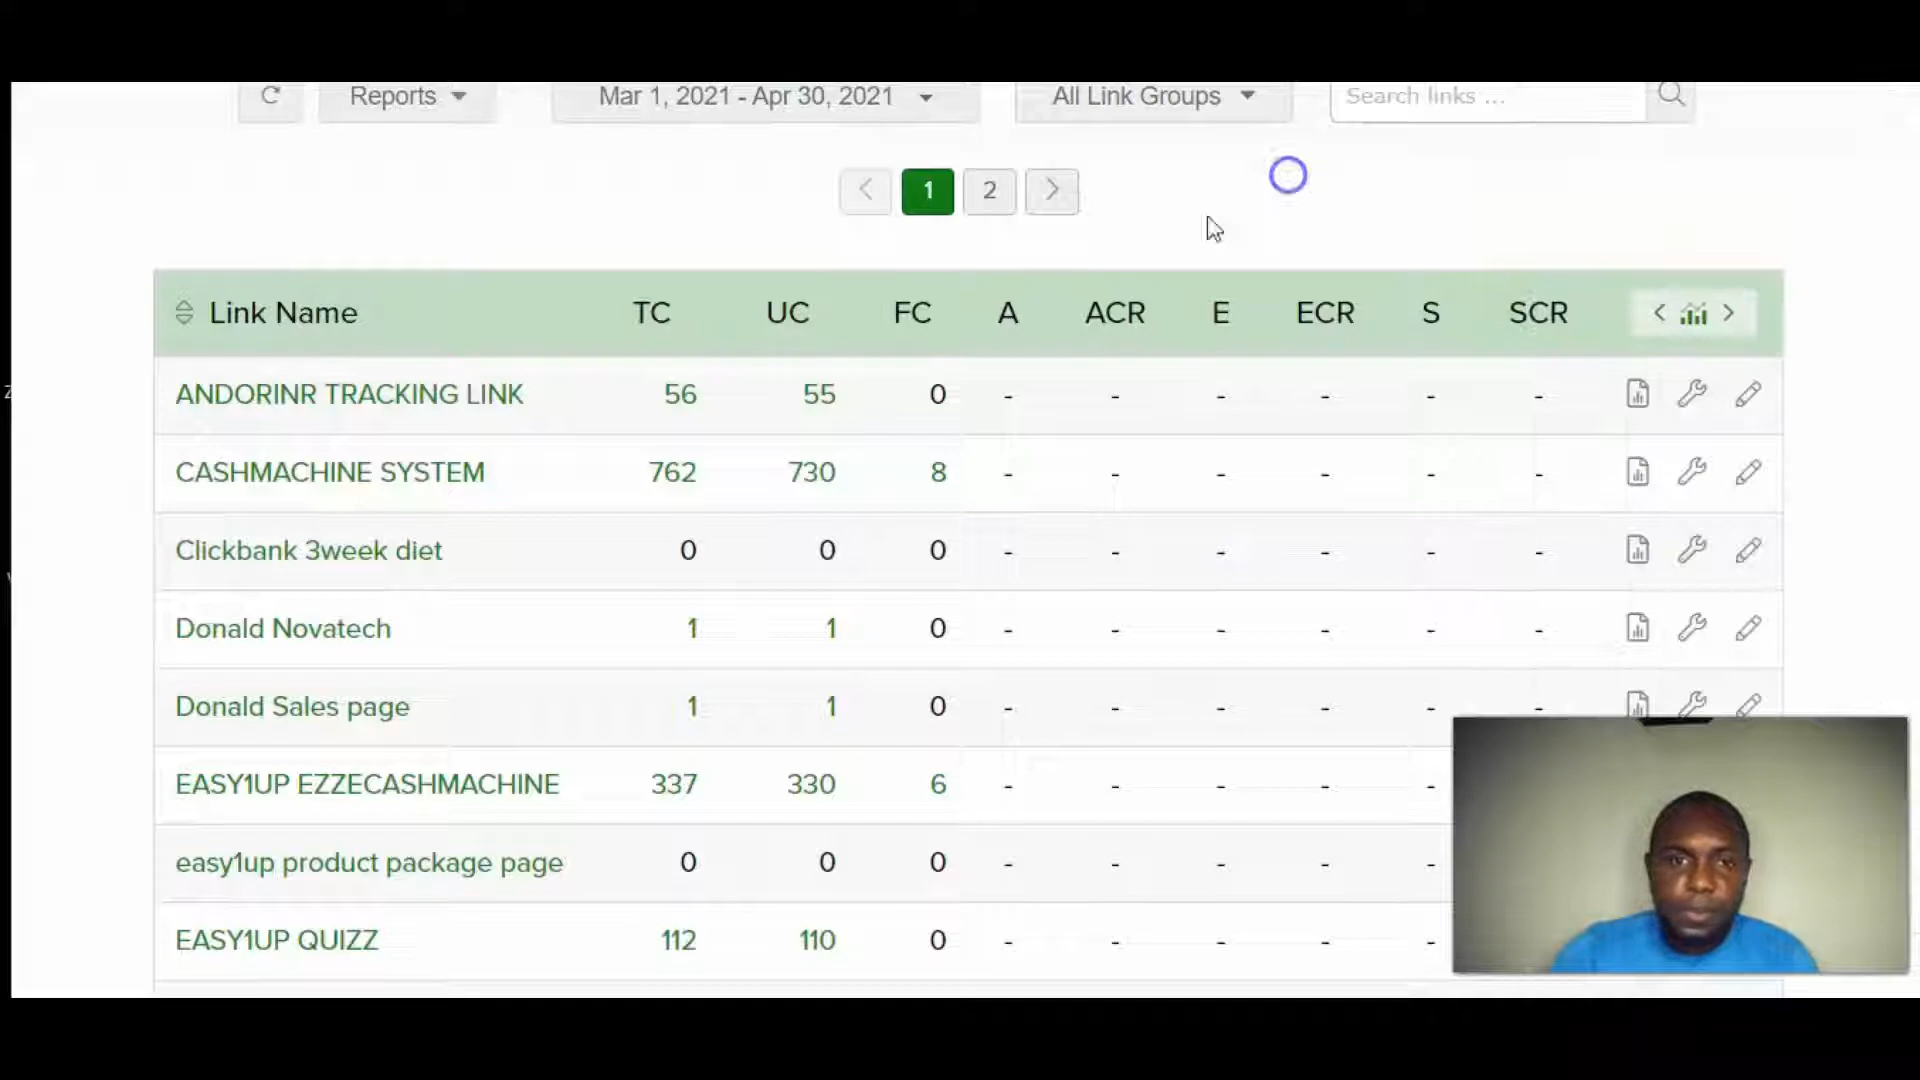 Reports Mar 1, 2021 - Apr 30, 2021 All Link Groups Search links ...
1 2
Link Name TC UC FC A ACR E ECR S SCR
ANDORINR TRACKING LINK 56 55 0 - - - - - -
CASHMACHINE SYSTEM 762 730 8 - - - - - -
Clickbank 3week diet 0 0 0 - - - - - -
Donald Novatech 1 1 0 - - - - - -
Donald Sales page 1 1 0 - - - - - -
EASY1UP EZZECASHMACHINE 337 330 6 - - - - -
easy1up product package page 0 0 0 - - - - -
EASY1UP QUIZZ 112 110 0 - - - - -